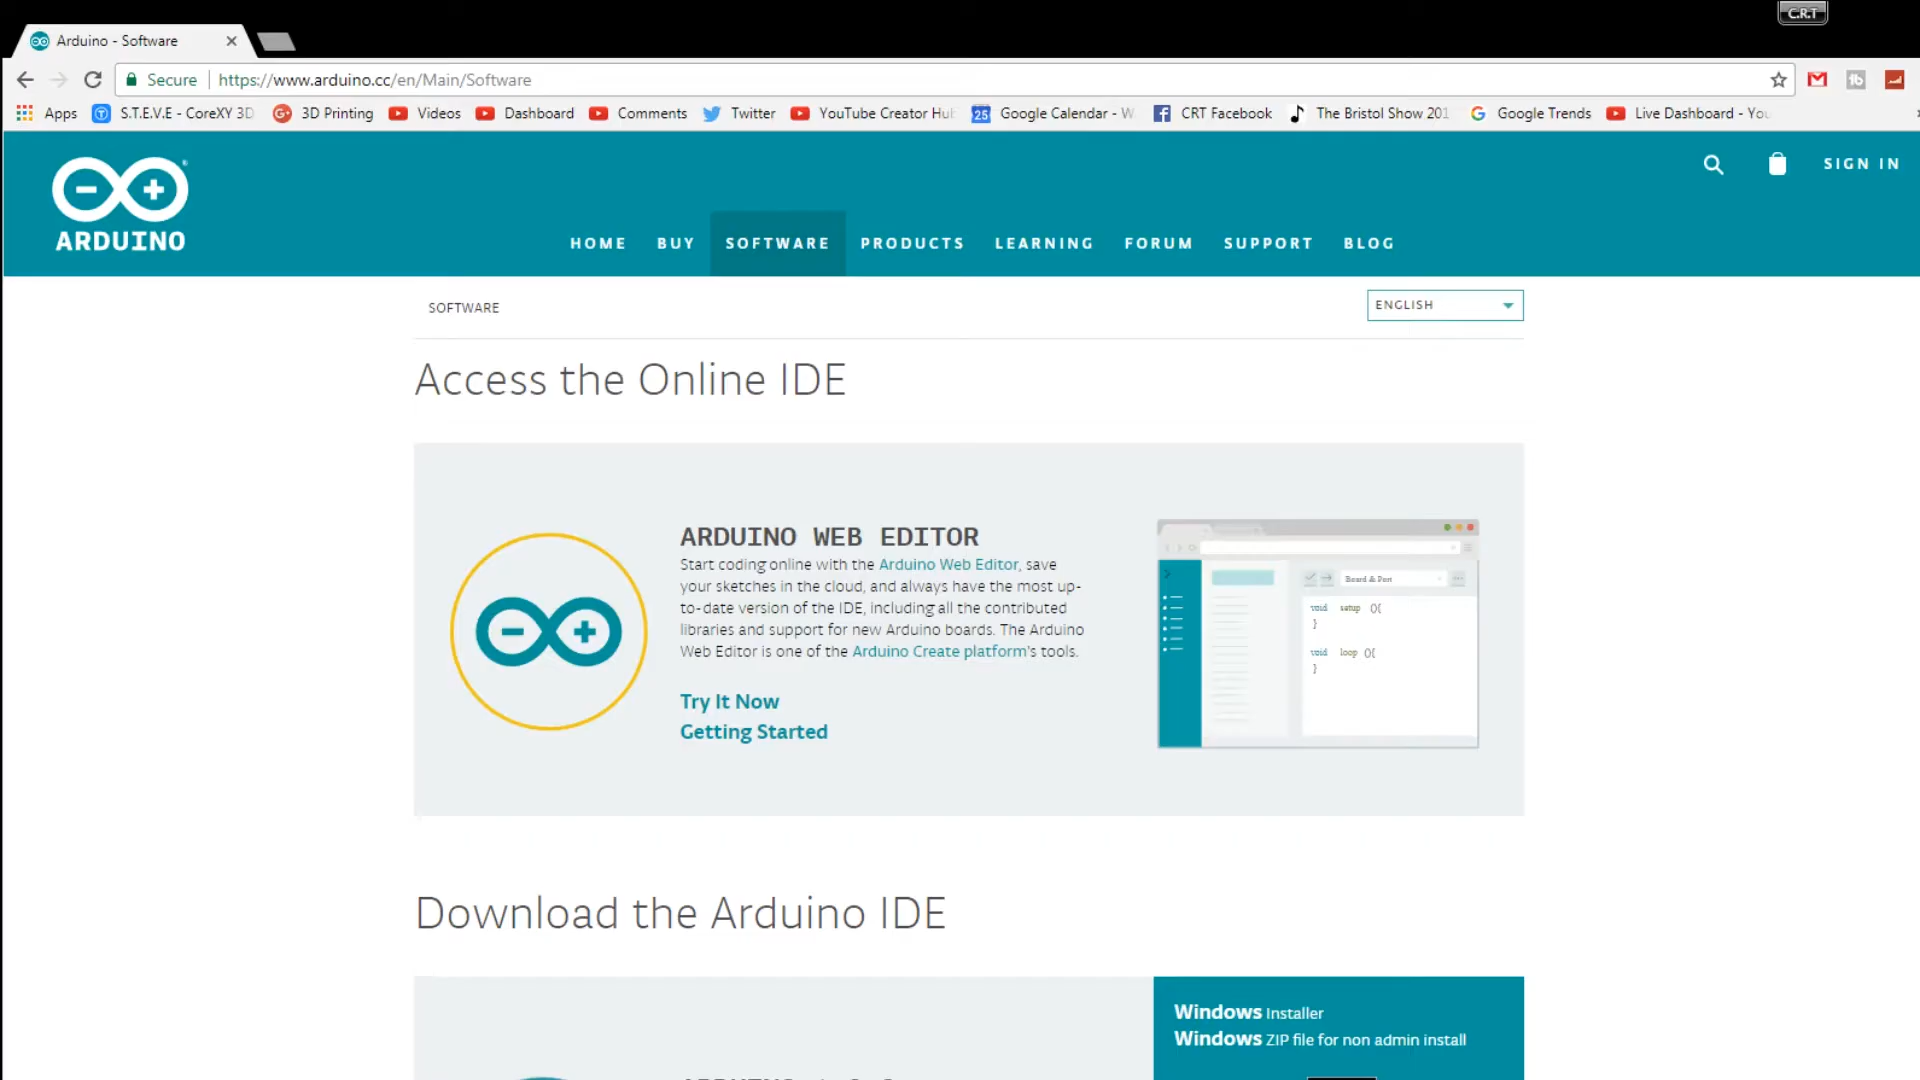 C.R.T
Arduino - Software
Secure
https://www.arduino.cc/en/Main/Software
Apps
S.T.E.V.E - CoreXY 3D
3D Printing
Videos
Dashboard
Comments
Twitter
YouTube Creator Hu
25
Google Calendar - W
CRT Facebook
The Bristol Show 201
Google Trends
Live Dashboard - You
ARDUINO
SIGN IN
HOME
BUY
SOFTWARE
PRODUCTS
LEARNING
FORUM
SUPPORT
BLOG
SOFTWARE
ENGLISH
Access the Online IDE
ARDUINO WEB EDITOR
Start coding online with the Arduino Web Editor, save
your sketches in the cloud, and always have the most up-
to-date version of the IDE, including all the contributed
libraries and support for new Arduino boards. The Arduino
Web Editor is one of the Arduino Create platform's tools.
Try It Now
Getting Started
Board & Port
void setup (){
}
void loop (){
}
Download the Arduino IDE
Windows Installer
Windows ZIP file for non admin install